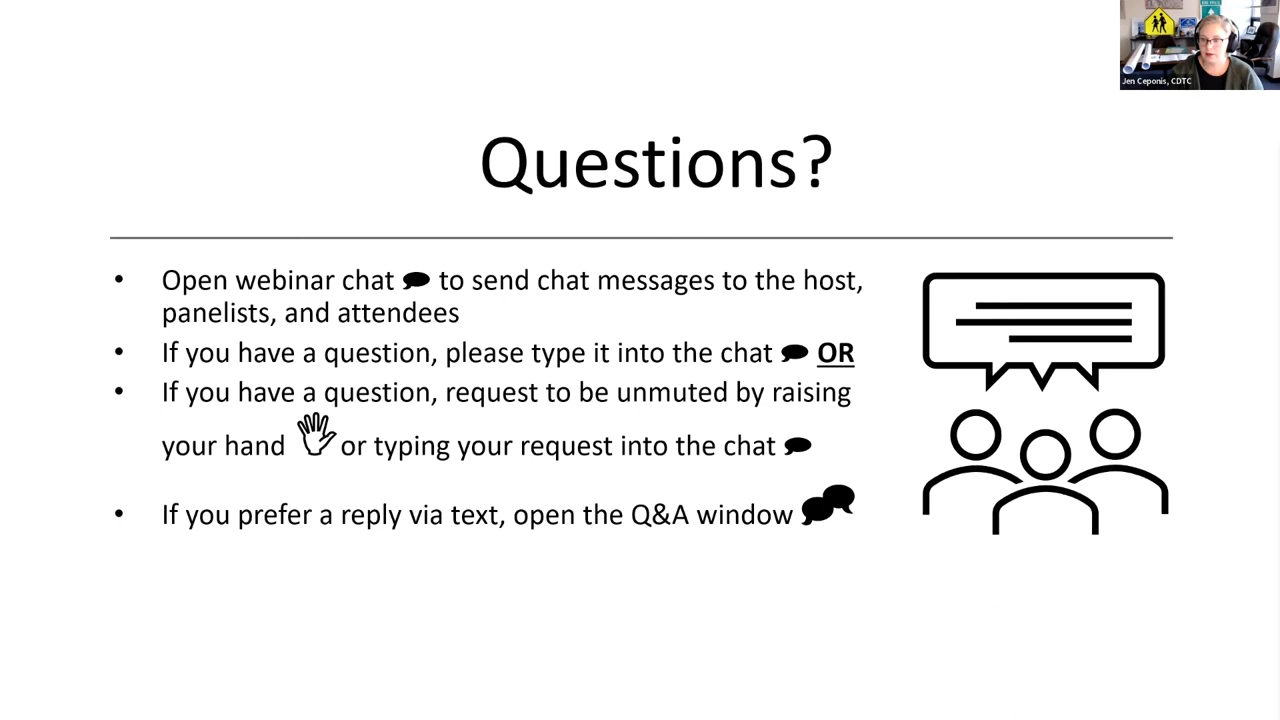 Jen Ceponis, CDTC
Questions?
• Open webinar chat to send chat messages to the host,
panelists, and attendees
• If you have a question, please type it into the chat OR
• If you have a question, request to be unmuted by raising
your hand or typing your request into the chat
• If you prefer a reply via text, open the Q&A window